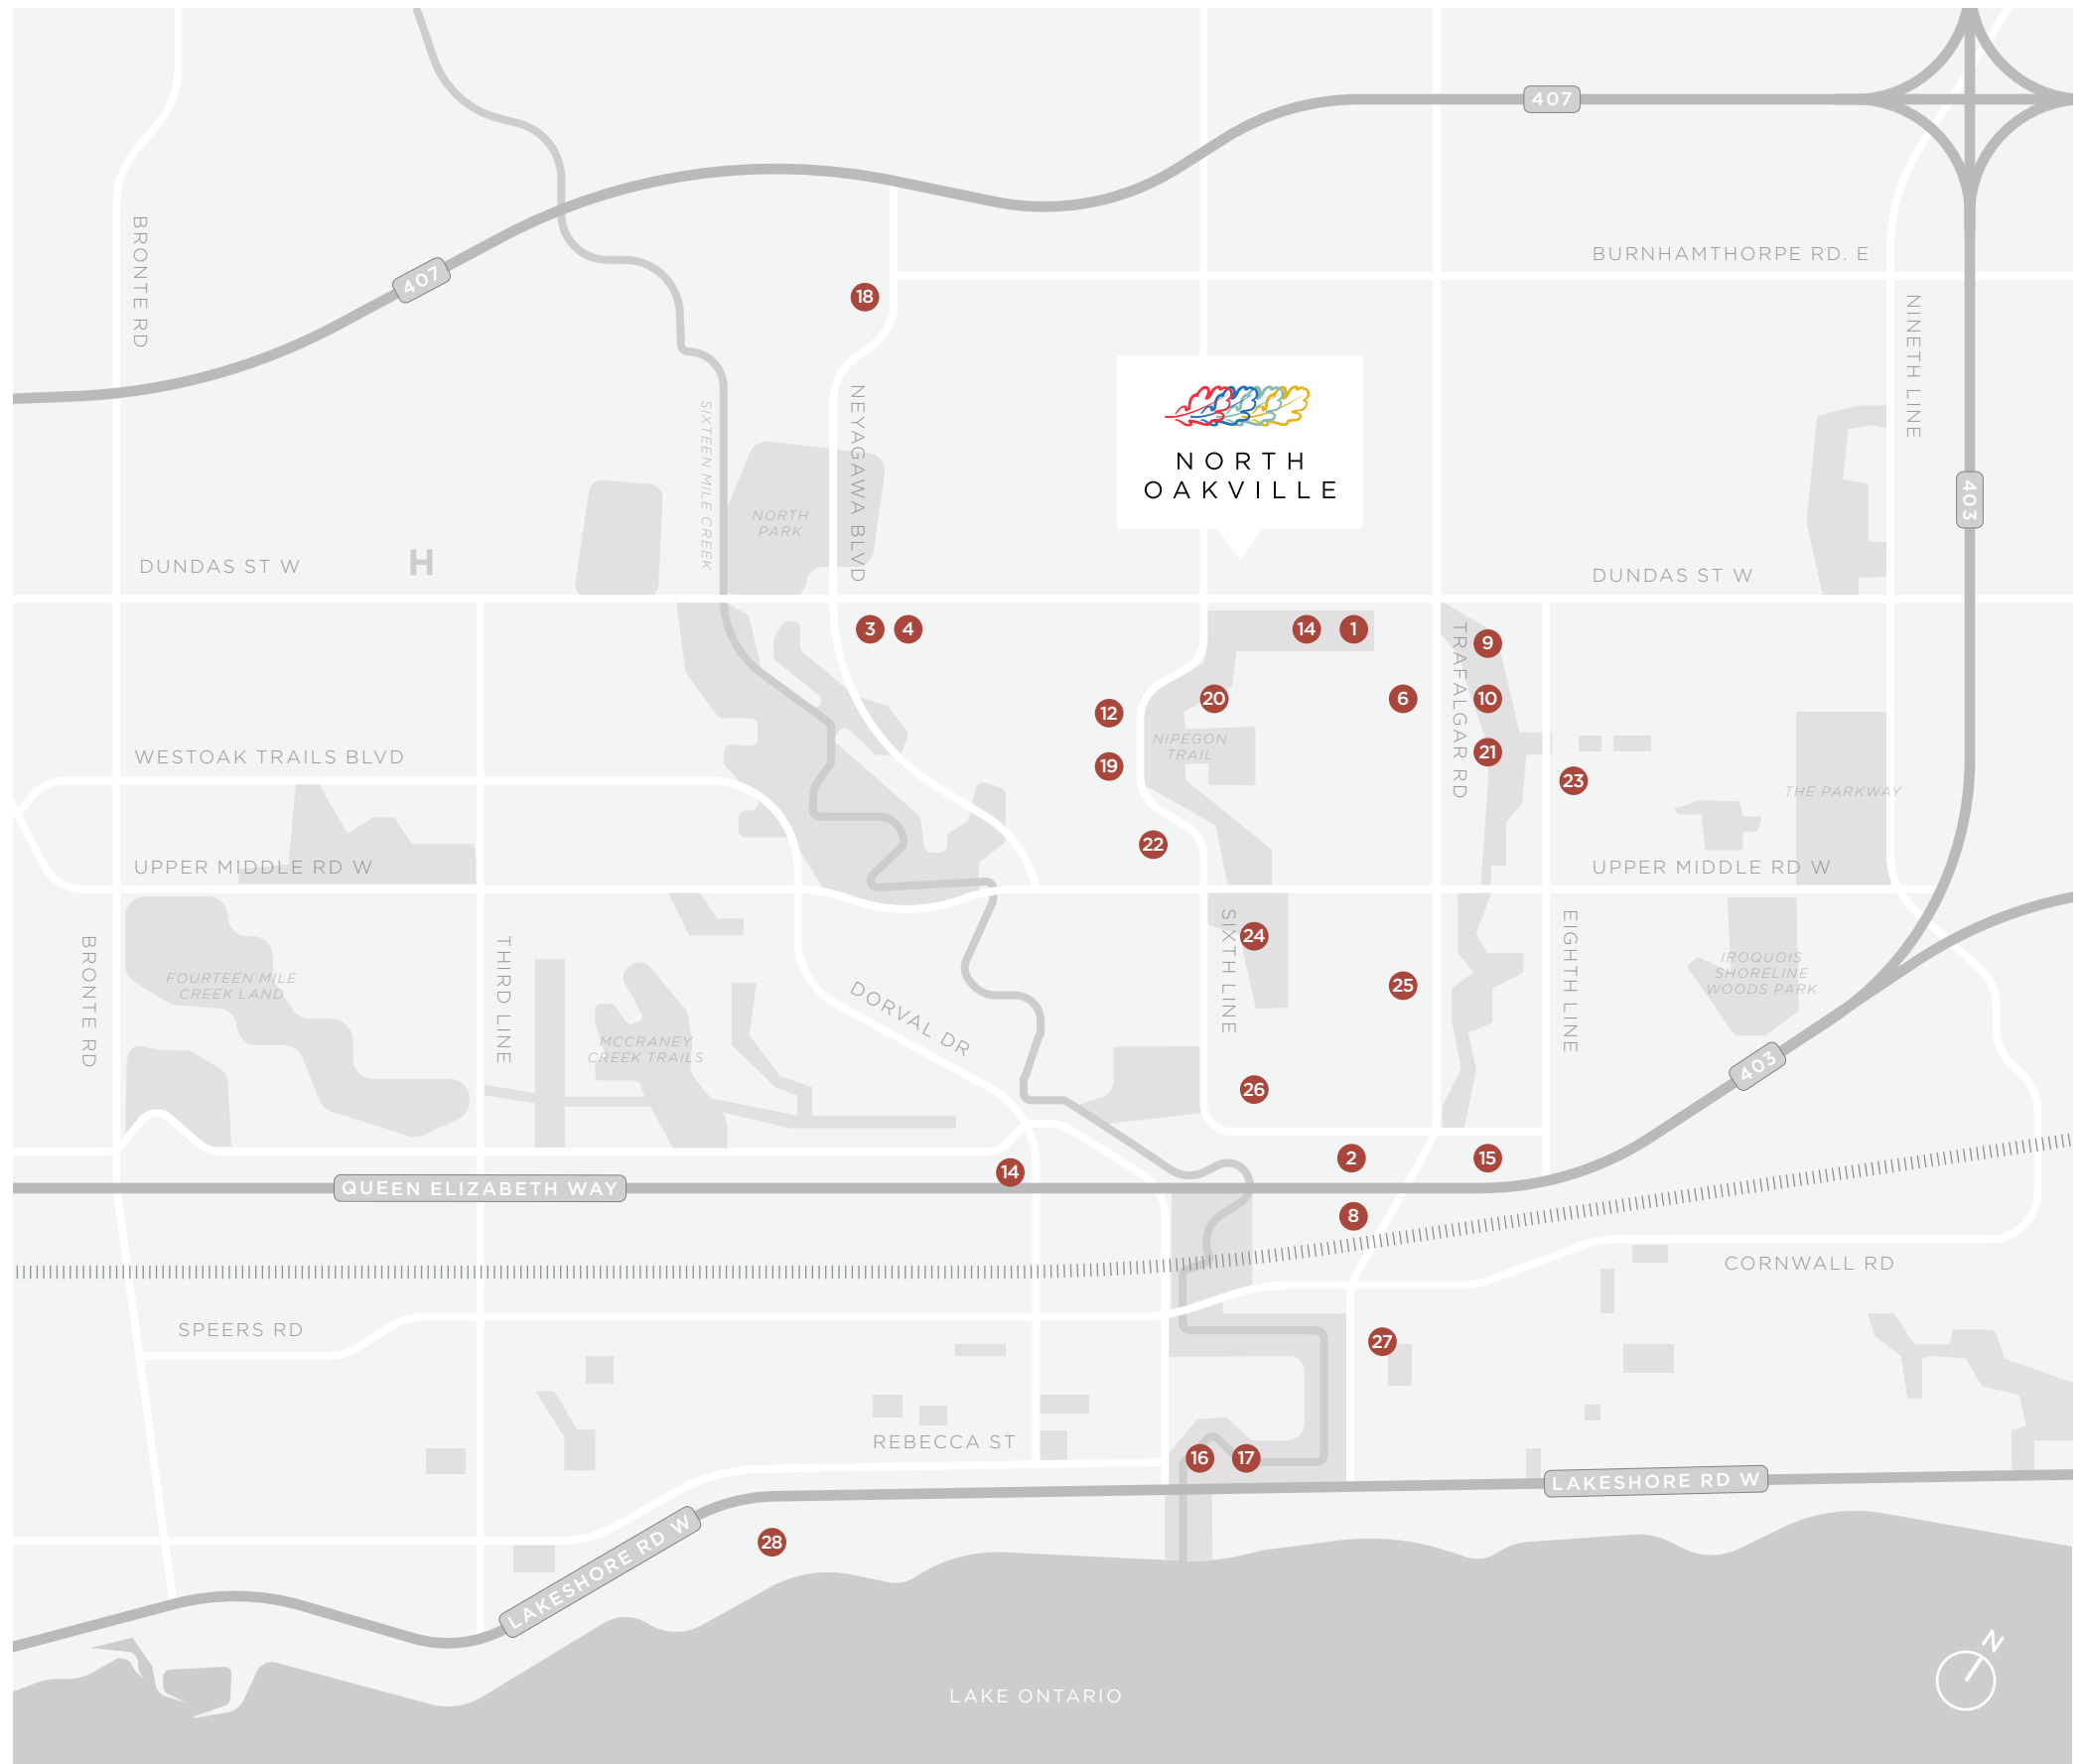 407
BURNHAMTHORPE RD. E
BRONTE RD
407
18
NINETH LINE
NEYAGAWA BLVD
SIXTEEN MILE CREEK
NORTH
OAKVILLE
403
NORTH
PARK
DUNDAS ST W
H
DUNDAS ST W
3
4
14
1
9
TRAFALGAR RD
20
6
10
12
NIPEGON
TRAIL
21
WESTOAK TRAILS BLVD
19
23
THE PARKWAY
22
UPPER MIDDLE RD W
UPPER MIDDLE RD W
BRONTE RD
THIRD LINE
SIXTH LINE
24
EIGHTH LINE
FOURTEEN MILE
CREEK LAND
IROQUOIS
SHORELINE
WOODS PARK
25
DORVAL DR
MCCRANEY
CREEK TRAILS
403
26
2
15
14
QUEEN ELIZABETH WAY
8
CORNWALL RD
SPEERS RD
27
REBECCA ST
16
17
LAKESHORE RD W
28
LAKESHORE RD W
N
LAKE ONTARIO